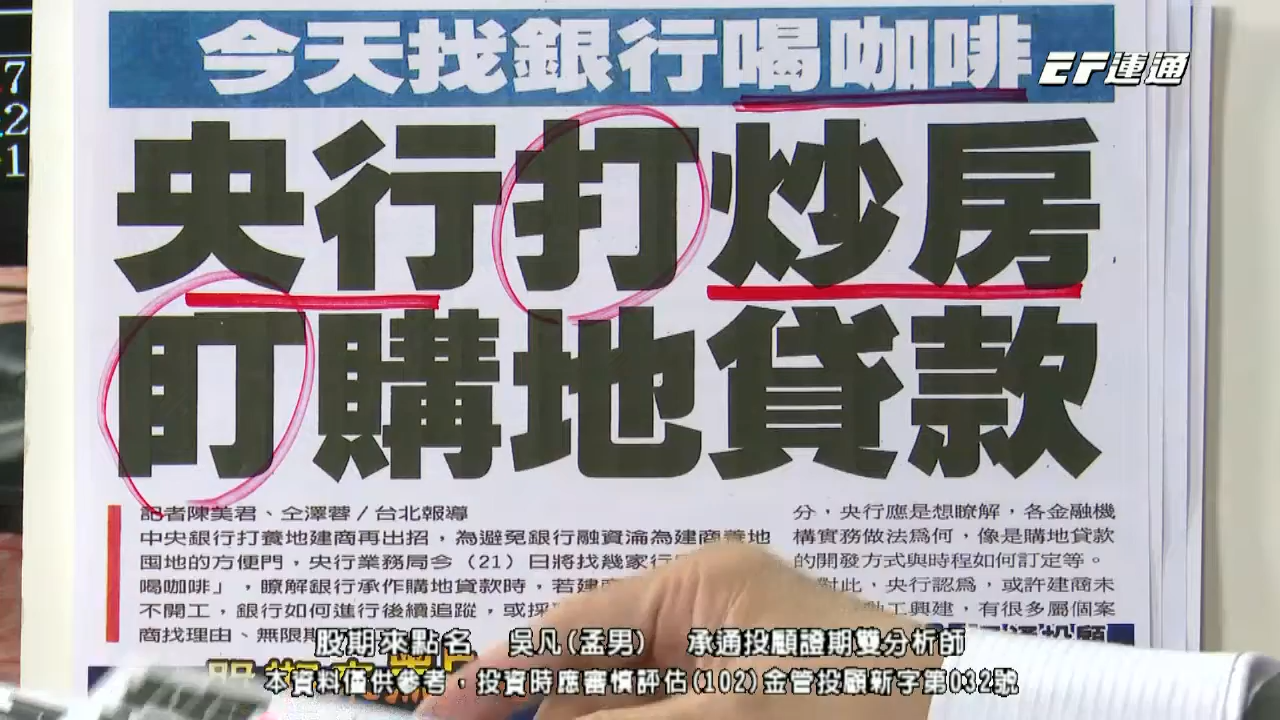 今天找銀行喝咖啡
EF運通
央行打炒房
盯購地貸款
記者陳美君、仝澤蓉／台北報導
中央銀行打養地建商再出招，為避免銀行融資淪為建商養地
囤地的方便門，央行業務局今（21）日將找幾家行
喝咖啡」，瞭解銀行承作購地貸款時，若建
不開工，銀行如何進行後續追蹤，或採
商找理由、無限期
分，央行應是想瞭解，各金融機
構實務做法為何，像是購地貸款
的開發方式與時程如何訂定等。
對此，央行認為，或許建商未
動工興建，有很多屬個案
股期來點名 吳凡(孟男) 承通投顧證期雙分析師
本資料僅供參考，投資時應審慎評估(102)金管投顧新字第032號
7
2
1